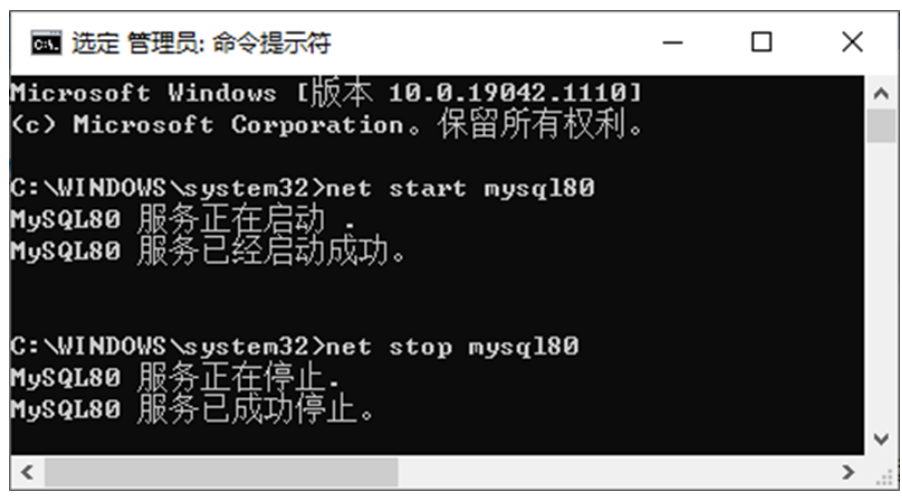 选定 管理员: 命令提示符
Microsoft Windows [版本 10.0.19042.1110]
(c) Microsoft Corporation。保留所有权利。
C:\WINDOWS\system32>net start mysql80
MySQL80 服务正在启动 .
MySQL80 服务已经启动成功。
C:\WINDOWS\system32>net stop mysql80
MySQL80 服务正在停止.
MySQL80 服务已成功停止。